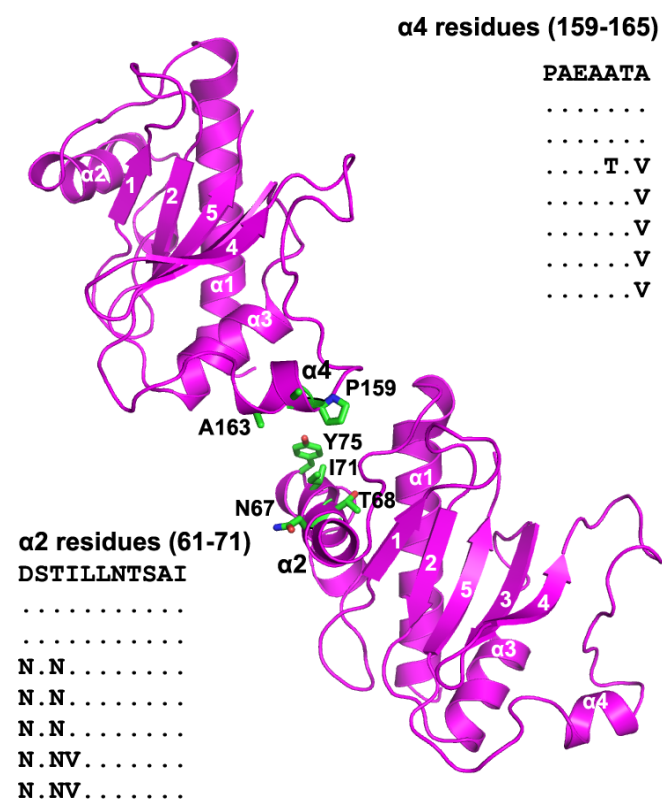 α4 residues (159-165)
PAEAATA
.......
.......
....T.V
......V
......V
......V
......V
α2
1
2
5
4
α1
α3
α4
P159
A163
Y75
I71
T68
N67
α2
α1
1
2
5
3
4
α3
α4
α2 residues (61-71)
DSTILLNTSAI
...........
...........
N.N........
N.N........
N.N........
N.NV.......
N.NV.......